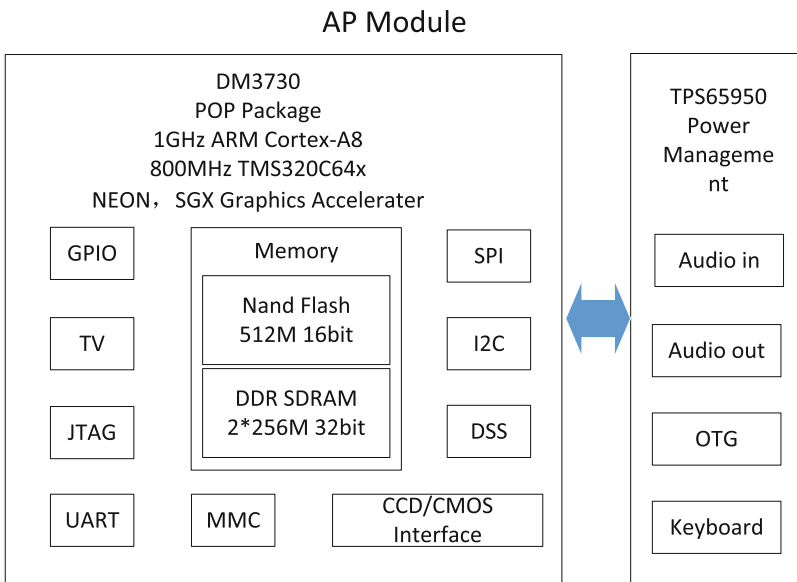 AP Module
DM3730
POP Package
1GHz ARM Cortex-A8
800MHz TMS320C64x
NEON，SGX Graphics Accelerater
GPIO
TV
JTAG
UART
Memory
Nand Flash
512M 16bit
DDR SDRAM
2*256M 32bit
MMC
SPI
I2C
DSS
CCD/CMOS
Interface
TPS65950
Power
Manageme
nt
Audio in
Audio out
OTG
Keyboard